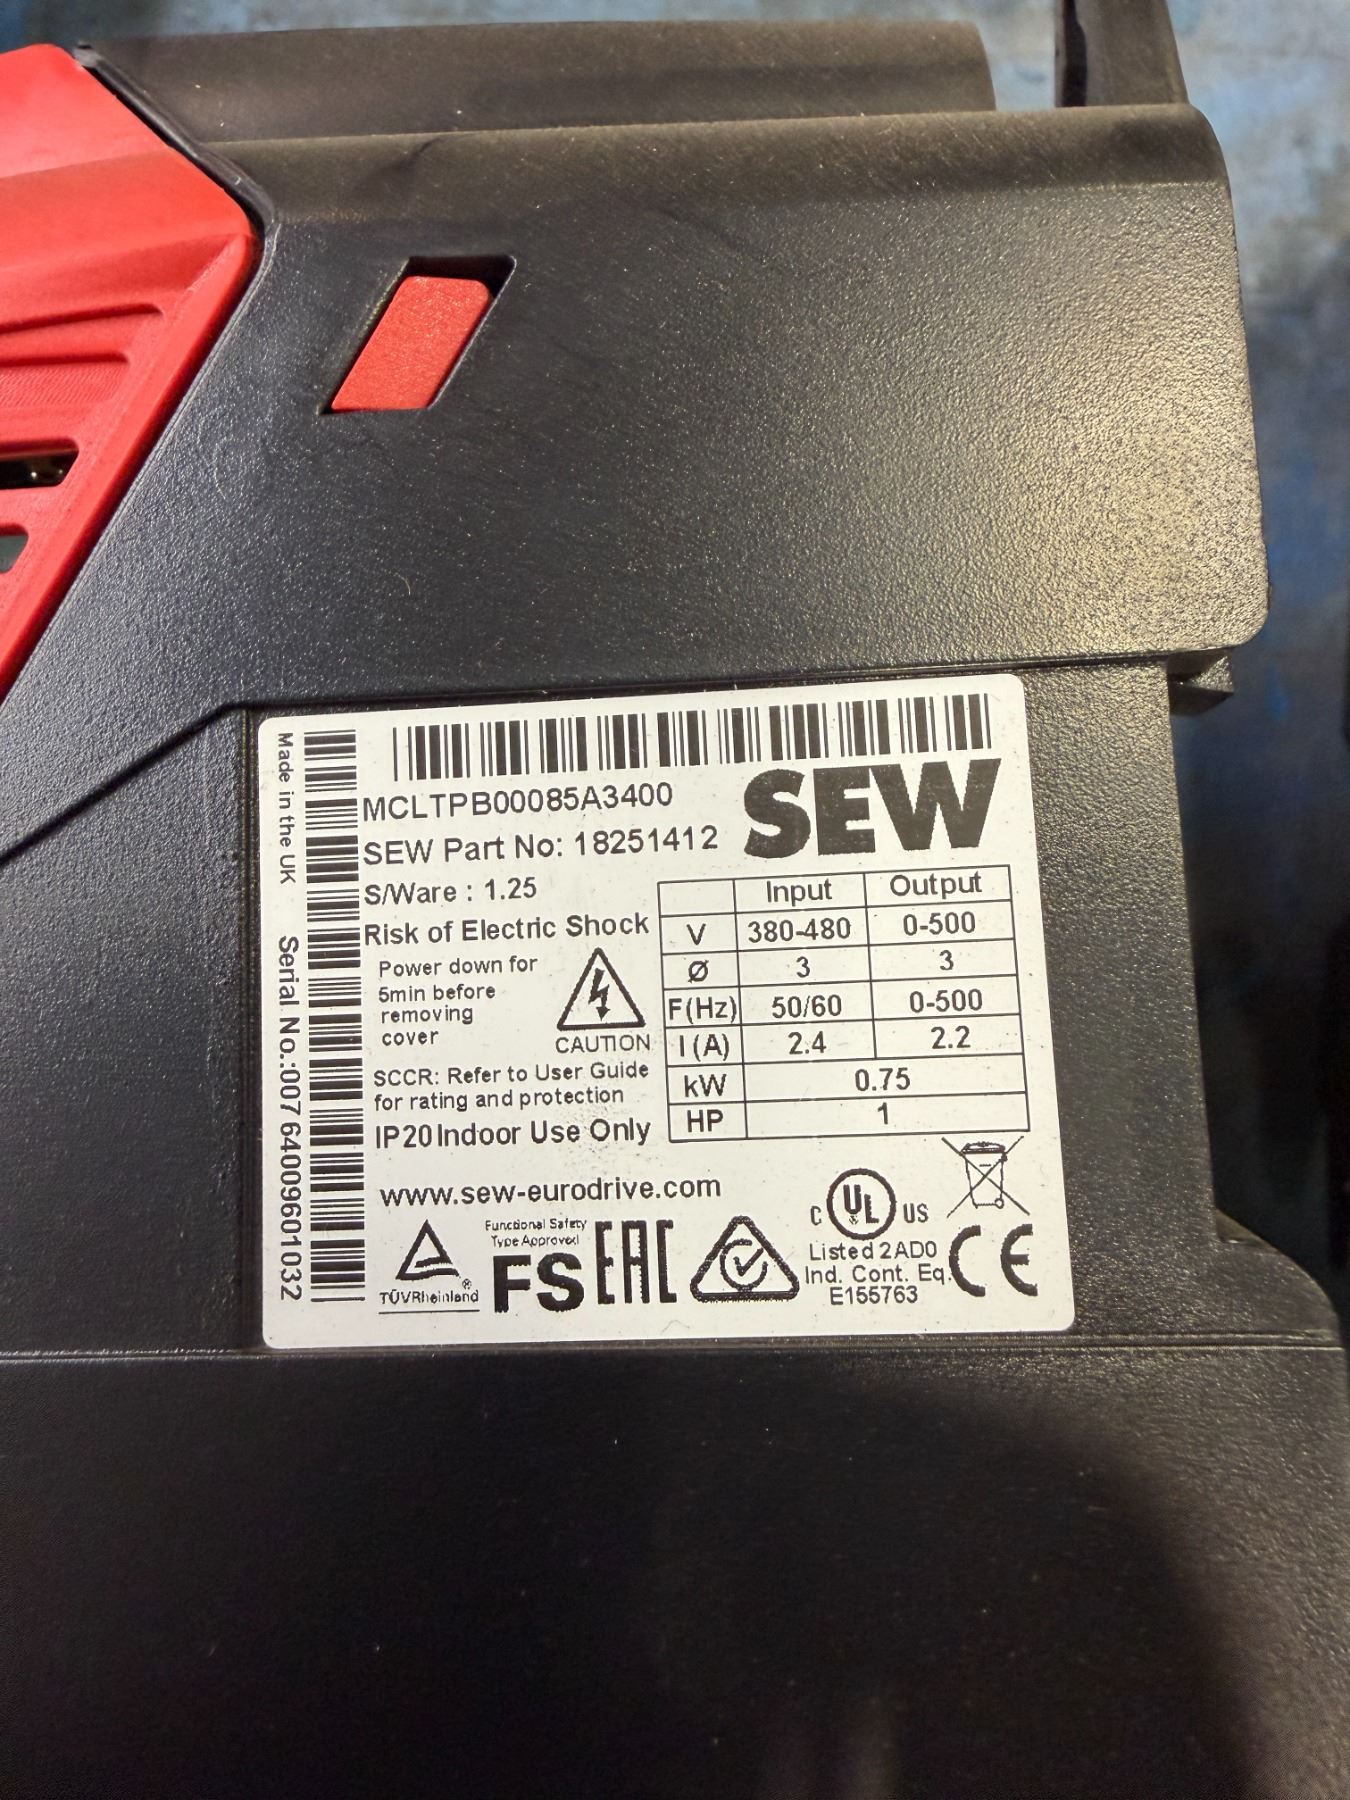 MCLTPB00085A3400
SEW Part No: 18251412
SEW
S/Ware : 1.25
Risk of Electric Shock
Power down for
5min before
removing
cover
CAUTION
SCCR: Refer to User Guide
for rating and protection
IP20 Indoor Use Only
Input Output
V 380-480 0-500
Ø 3 3
F(Hz) 50/60 0-500
I (A) 2.4 2.2
kW 0.75
HP 1
www.sew-eurodrive.com
TÜVRheinland ®
Functional Safety
Type Approved
FS
EAC
C UL US
Listed 2AD0
Ind. Cont. Eq.
E155763
CE
Made in the UK Serial No.:00764009601032